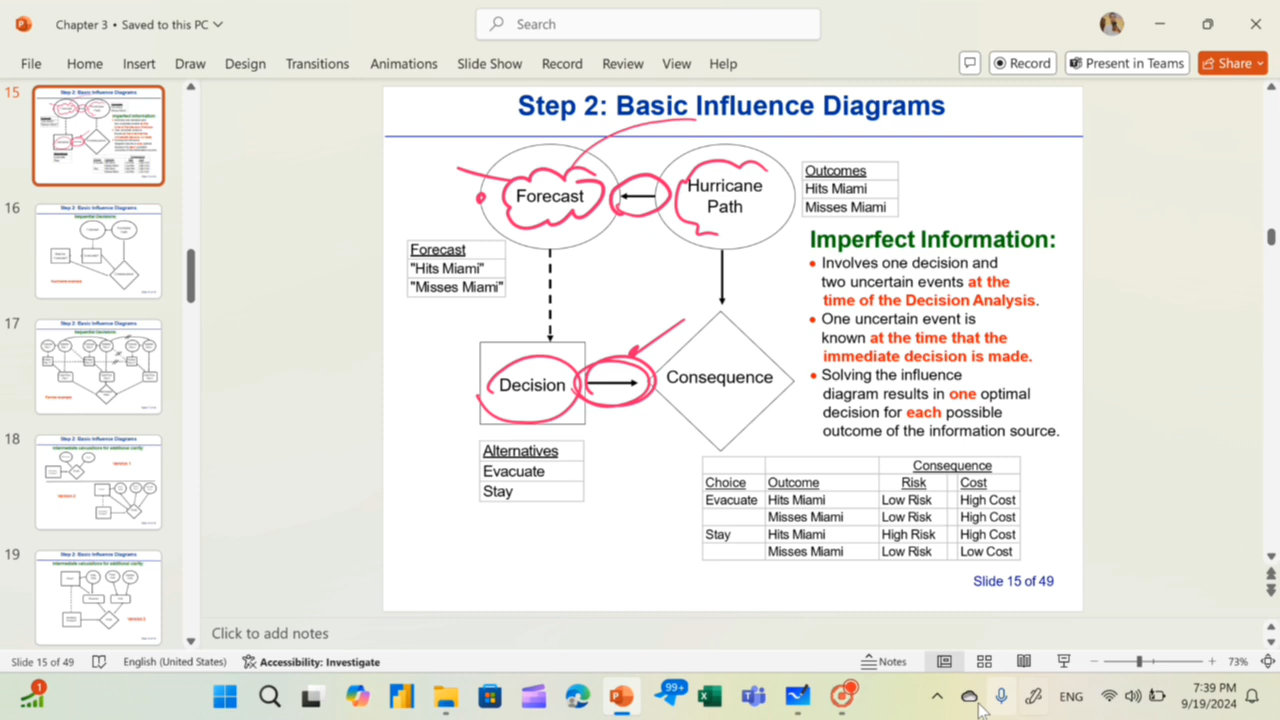 Chapter 3 • Saved to this PC
Search
File Home Insert Draw Design Transitions Animations Slide Show Record Review View Help
Record
Present in Teams
Share
15
16
17
18
19
Step 2: Basic Influence Diagrams
Forecast
Hurricane
Path
Outcomes
Hits Miami
Misses Miami
Forecast
"Hits Miami"
"Misses Miami"
Imperfect Information:
• Involves one decision and
two uncertain events at the
time of the Decision Analysis.
• One uncertain event is
known at the time that the
immediate decision is made.
• Solving the influence
diagram results in one optimal
decision for each possible
outcome of the information source.
Decision
Consequence
Alternatives
Evacuate
Stay
Consequence
Choice Outcome Risk Cost
Evacuate Hits Miami Low Risk High Cost
Misses Miami Low Risk High Cost
Stay Hits Miami High Risk High Cost
Misses Miami Low Risk Low Cost
Slide 15 of 49
Click to add notes
Slide 15 of 49 English (United States) Accessibility: Investigate Notes 73%
1
99+
ENG
7:39 PM
9/19/2024